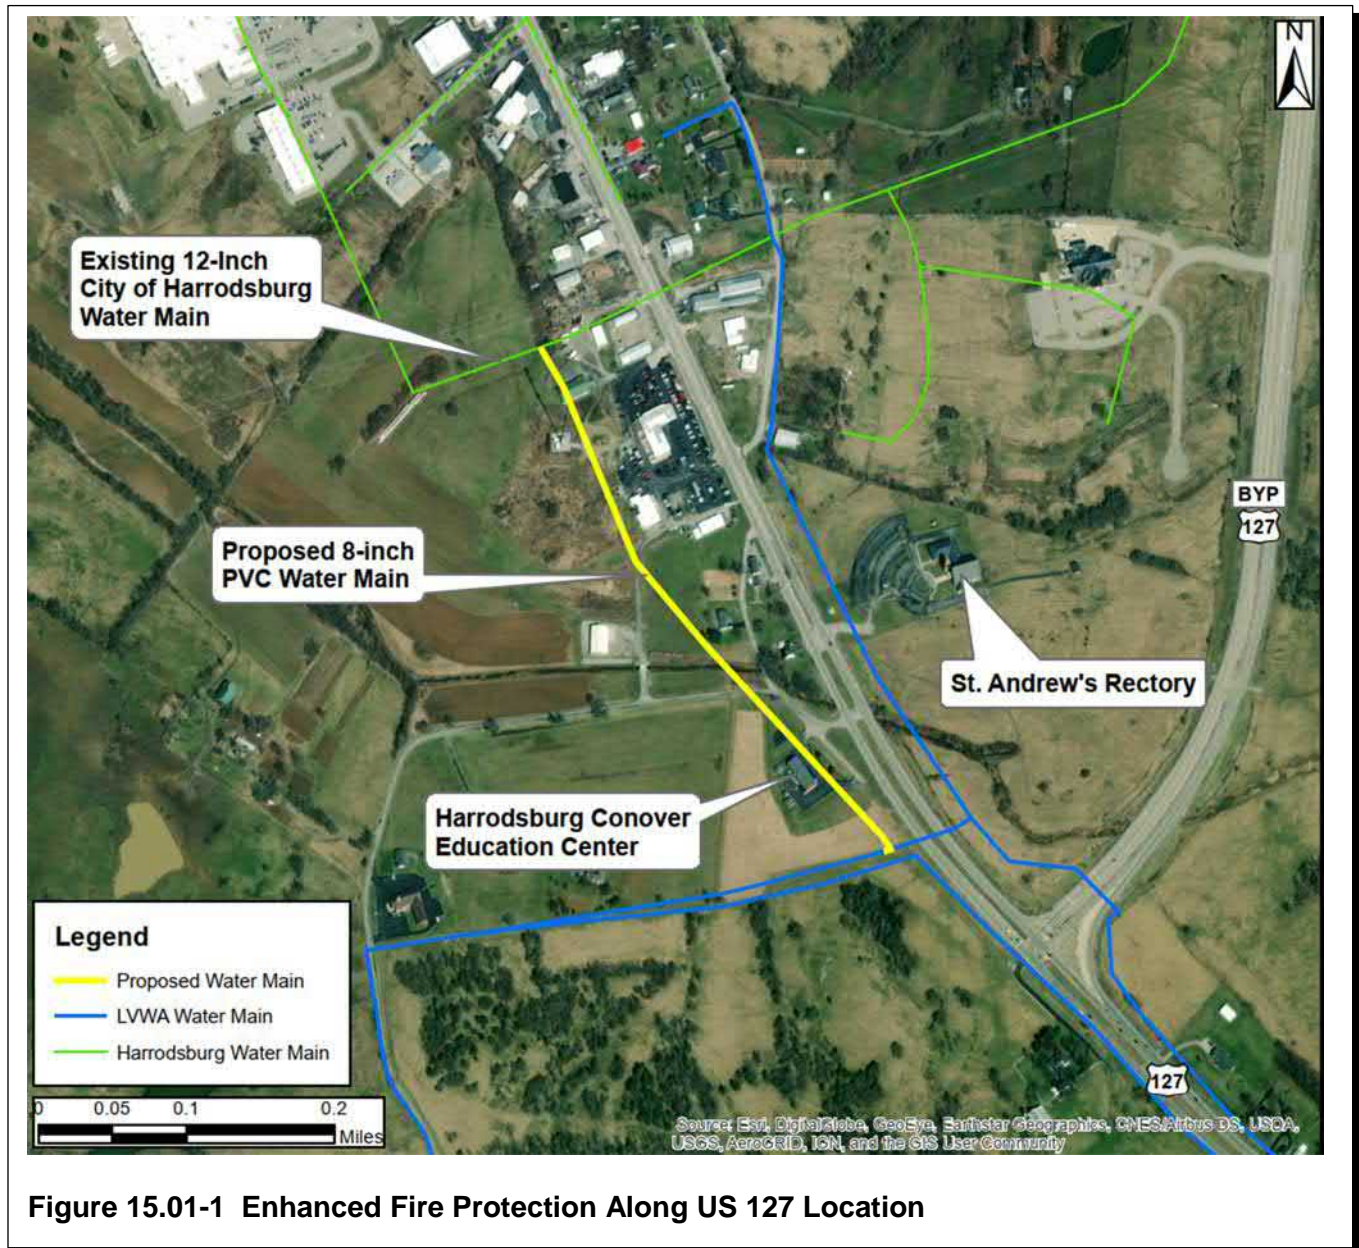 N
Existing 12-Inch
City of Harrodsburg
Water Main
BYP
127
Proposed 8-inch
PVC Water Main
St. Andrew's Rectory
Harrodsburg Conover
Education Center
Legend
Proposed Water Main
LVWA Water Main
Harrodsburg Water Main
127
0 0.05 0.1 0.2
Miles
Source: Esri, DigitalGlobe, GeoEye, Earthstar Geographics, CNES/Airbus DS, USDA,
USGS, AeroGRID, IGN, and the GIS User Community
Figure 15.01-1 Enhanced Fire Protection Along US 127 Location